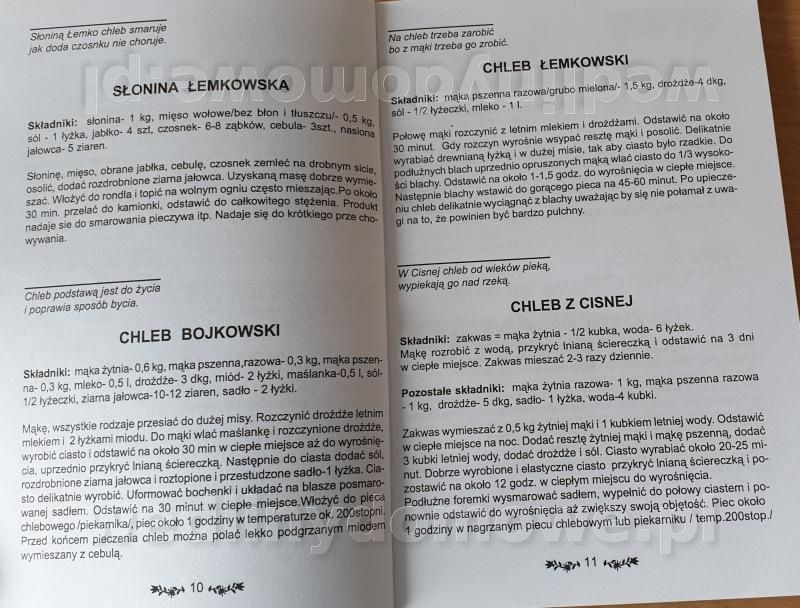 Słoniną Łemko chleb smaruje
jak doda czosnku nie choruje.
SŁONINA ŁEMKOWSKA
Składniki: słonina- 1 kg, mięso wołowe/bez błon i tłuszczu/- 0,5 kg,
sól - 1 łyżka, jabłko- 4 szt, czosnek- 6-8 ząbków, cebula- 3szt., nasiona
jałowca- 5 ziaren.
Słoninę, mięso, obrane jabłka, cebulę, czosnek zemleć na drobnym sicie,
osolić, dodać rozdrobnione ziarna jałowca. Uzyskaną masę dobrze wymie-
szać. Włożyć do rondla i topić na wolnym ogniu często mieszając.Po około
30 min. przelać do kamionki, odstawić do całkowitego stężenia. Produkt
nadaje sie do smarowania pieczywa itp. Nadaje się do krótkiego prze cho-
wywania.
Chleb podstawą jest do życia
i poprawia sposób bycia.
CHLEB BOJKOWSKI
Składniki: mąka żytnia- 0,6 kg, mąka pszenna,razowa- 0,3 kg, mąka pszen-
na- 0,3 kg, mleko- 0,5 l, drożdże- 3 dkg, miód- 2 łyżki, maślanka-0,5 l, sól-
1/2 łyżeczki, ziarna jałowca-10-12 ziaren, sadło - 2 łyżki.
Mąkę, wszystkie rodzaje przesiać do dużej misy. Rozczynić drożdże letnim
mlekiem i 2 łyżkami miodu. Do mąki wlać maślankę i rozczynione drożdże,
wyrobić ciasto i odstawić na około 30 min w ciepłe miejsce aż do wyrośnię-
cia, uprzednio przykryć lnianą ściereczką. Następnie do ciasta dodać sól,
rozdrobnione ziarna jałowca i roztopione i przestudzone sadło-1 łyżka. Cia-
sto delikatnie wyrobić. Uformować bochenki i układać na blasze posmaro-
wanej sadłem. Odstawić na 30 minut w ciepłe miejsce.Włożyć do pieca
chlebowego /piekarnika/, piec około 1 godziny w temperaturze ok. 200stopni.
Przed końcem pieczenia chleb można polać lekko podgrzanym miodem
wymieszany z cebulą.
10
Na chleb trzeba zarobić
bo z mąki trzeba go zrobić.
CHLEB ŁEMKOWSKI
Składniki: mąka pszenna razowa/grubo mielona/- 1,5 kg, drożdże-4 dkg,
sól - 1/2 łyżeczki, mleko - 1 l.
Połowę mąki rozczynić z letnim mlekiem i drożdżami. Odstawić na około
30 minut. Gdy rozczyn wyrośnie wsypać resztę mąki i posolić. Delikatnie
wyrabiać drewnianą łyżką i w dużej misie, tak aby ciasto było rzadkie. Do
podłużnych blach uprzednio opruszonych mąką wlać ciasto do 1/3 wysoko-
ści blachy. Odstawić na około 1-1,5 godz. do wyrośnięcia w ciepłe miejsce.
Następnie blachy wstawić do gorącego pieca na 45-60 minut. Po upiecze-
niu chleb delikatnie wyciągnąć z blachy uważając by się nie połamał z uwa-
gi na to, że powinien być bardzo pulchny.
W Cisnej chleb od wieków pieką,
wypiekają go nad rzeką.
CHLEB Z CISNEJ
Składniki: zakwas = mąka żytnia - 1/2 kubka, woda- 6 łyżek.
Mąkę rozrobić z wodą, przykryć lnianą ściereczką i odstawić na 3 dni
w ciepłe miejsce. Zakwas mieszać 2-3 razy dziennie.
Pozostałe składniki: mąka żytnia razowa- 1 kg, mąka pszenna razowa
- 1 kg, drożdże- 5 dkg, sadło- 1 łyżka, woda-4 kubki.
Zakwas wymieszać z 0,5 kg żytniej mąki i 1 kubkiem letniej wody. Odstawić
w ciepłe miejsce na noc. Dodać resztę żytniej mąki i mąkę pszenną, dodać
3 kubki letniej wody, dodać drożdże i sól. Ciasto wyrabiać około 20-25 mi-
nut. Dobrze wyrobione i elastyczne ciasto przykryć lnianą ściereczką i po-
zostawić na około 12 godz. w ciepłym miejscu do wyrośnięcia.
Podłużne foremki wysmarować sadłem, wypełnić do połowy ciastem i po-
nownie odstawić do wyrośnięcia aż zwiększy swoją objętość. Piec około
1 godziny w nagrzanym piecu chlebowym lub piekarniku / temp.200stop./
11